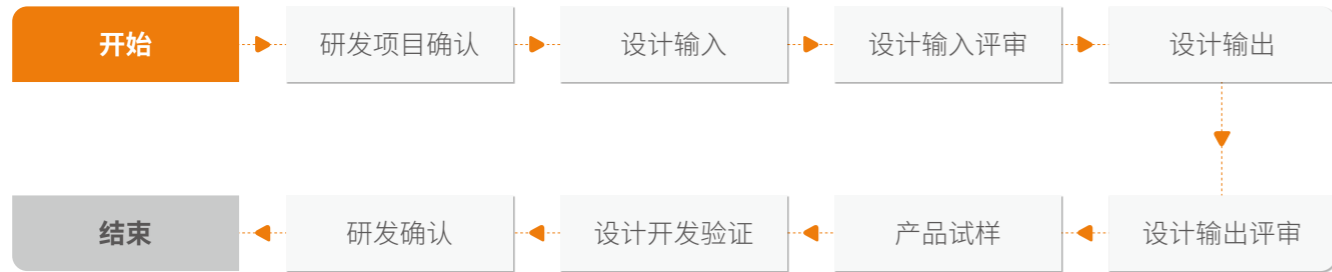 开始
研发项目确认
设计输入
设计输入评审
设计输出
结束
研发确认
设计开发验证
产品试样
设计输出评审